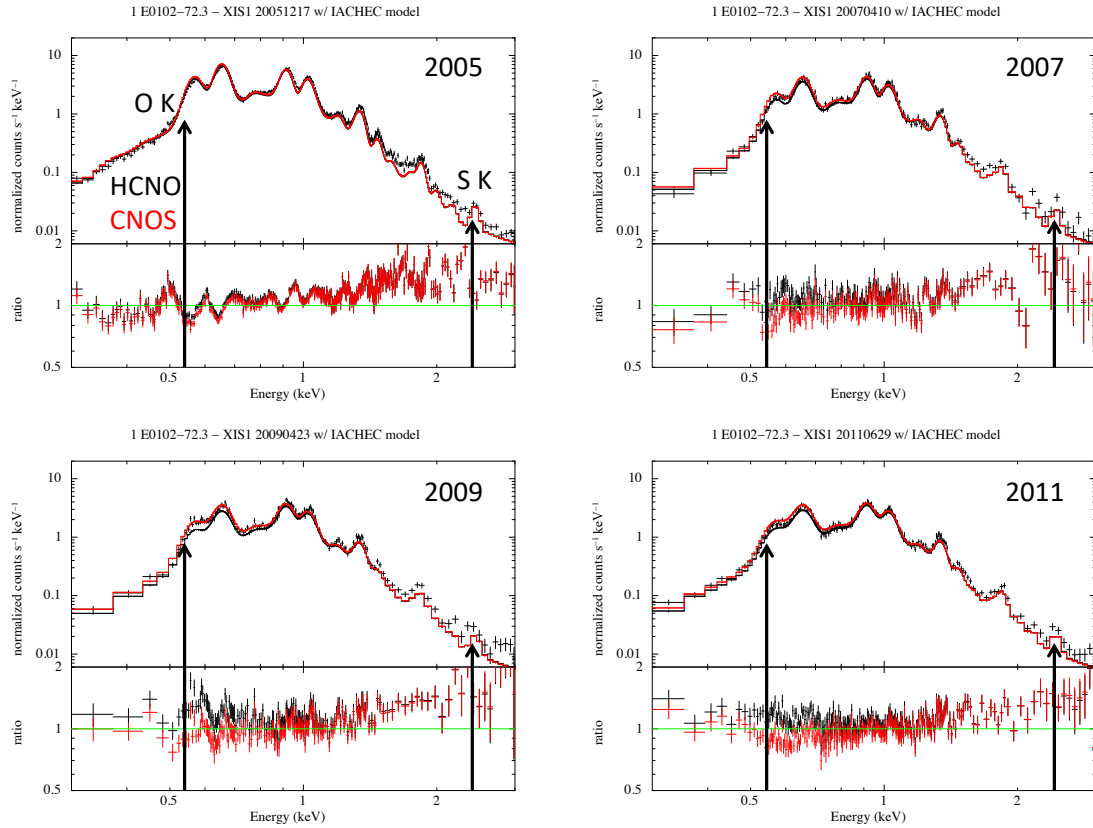 1 E0102−72.3 − XIS1 20051217 w/ IACHEC model
10
1
0.1
0.01
normalized counts s⁻¹ keV⁻¹
2005
O K
HCNO
CNOS
S K
2
1
0.5
ratio
0.5
1
2
Energy (keV)
1 E0102−72.3 − XIS1 20070410 w/ IACHEC model
10
1
0.1
0.01
normalized counts s⁻¹ keV⁻¹
2007
2
1
0.5
ratio
0.5
1
2
Energy (keV)
1 E0102−72.3 − XIS1 20090423 w/ IACHEC model
10
1
0.1
0.01
normalized counts s⁻¹ keV⁻¹
2009
2
1
0.5
ratio
0.5
1
2
Energy (keV)
1 E0102−72.3 − XIS1 20110629 w/ IACHEC model
10
1
0.1
0.01
normalized counts s⁻¹ keV⁻¹
2011
2
1
0.5
ratio
0.5
1
2
Energy (keV)